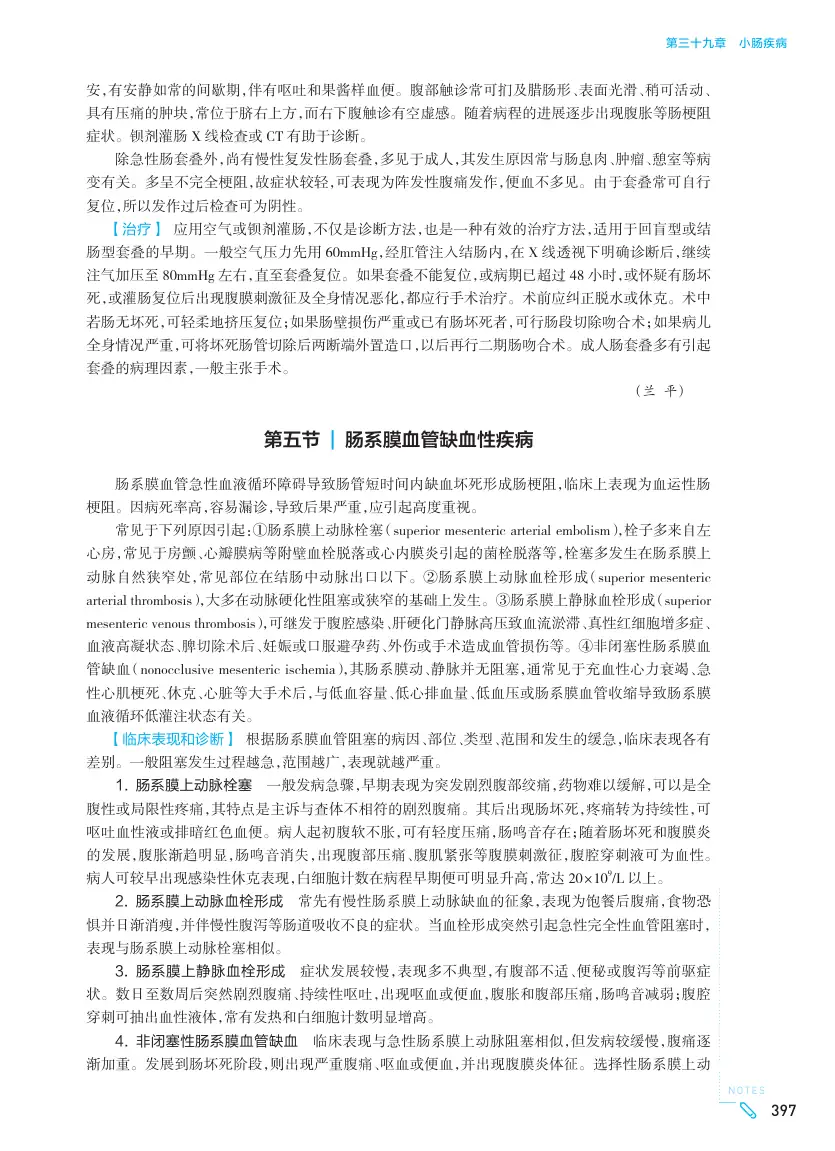 第三十九章 小肠疾病
安,有安静如常的间歇期,伴有呕吐和果酱样血便。腹部触诊常可扪及腊肠形、表面光滑、稍可活动、
具有压痛的肿块,常位于脐右上方,而右下腹触诊有空虚感。随着病程的进展逐步出现腹胀等肠梗阻
症状。钡剂灌肠 X 线检查或 CT 有助于诊断。
除急性肠套叠外,尚有慢性复发性肠套叠,多见于成人,其发生原因常与肠息肉、肿瘤、憩室等病
变有关。多呈不完全梗阻,故症状较轻,可表现为阵发性腹痛发作,便血不多见。由于套叠常可自行
复位,所以发作过后检查可为阴性。
【治疗】 应用空气或钡剂灌肠,不仅是诊断方法,也是一种有效的治疗方法,适用于回盲型或结
肠型套叠的早期。一般空气压力先用 60mmHg,经肛管注入结肠内,在 X 线透视下明确诊断后,继续
注气加压至 80mmHg 左右,直至套叠复位。如果套叠不能复位,或病期已超过 48 小时,或怀疑有肠坏
死,或灌肠复位后出现腹膜刺激征及全身情况恶化,都应行手术治疗。术前应纠正脱水或休克。术中
若肠无坏死,可轻柔地挤压复位;如果肠壁损伤严重或已有肠坏死者,可行肠段切除吻合术;如果病儿
全身情况严重,可将坏死肠管切除后两断端外置造口,以后再行二期肠吻合术。成人肠套叠多有引起
套叠的病理因素,一般主张手术。
(兰 平)
第五节 | 肠系膜血管缺血性疾病
肠系膜血管急性血液循环障碍导致肠管短时间内缺血坏死形成肠梗阻,临床上表现为血运性肠
梗阻。因病死率高,容易漏诊,导致后果严重,应引起高度重视。
常见于下列原因引起:①肠系膜上动脉栓塞(superior mesenteric arterial embolism),栓子多来自左
心房,常见于房颤、心瓣膜病等附壁血栓脱落或心内膜炎引起的菌栓脱落等,栓塞多发生在肠系膜上
动脉自然狭窄处,常见部位在结肠中动脉出口以下。②肠系膜上动脉血栓形成(superior mesenteric
arterial thrombosis),大多在动脉硬化性阻塞或狭窄的基础上发生。③肠系膜上静脉血栓形成(superior
mesenteric venous thrombosis),可继发于腹腔感染、肝硬化门静脉高压致血流淤滞、真性红细胞增多症、
血液高凝状态、脾切除术后、妊娠或口服避孕药、外伤或手术造成血管损伤等。④非闭塞性肠系膜血
管缺血(nonocclusive mesenteric ischemia),其肠系膜动、静脉并无阻塞,通常见于充血性心力衰竭、急
性心肌梗死、休克、心脏等大手术后,与低血容量、低心排血量、低血压或肠系膜血管收缩导致肠系膜
血液循环低灌注状态有关。
【临床表现和诊断】 根据肠系膜血管阻塞的病因、部位、类型、范围和发生的缓急,临床表现各有
差别。一般阻塞发生过程越急,范围越广,表现就越严重。
1. 肠系膜上动脉栓塞 一般发病急骤,早期表现为突发剧烈腹部绞痛,药物难以缓解,可以是全
腹性或局限性疼痛,其特点是主诉与查体不相符的剧烈腹痛。其后出现肠坏死,疼痛转为持续性,可
呕吐血性液或排暗红色血便。病人起初腹软不胀,可有轻度压痛,肠鸣音存在;随着肠坏死和腹膜炎
的发展,腹胀渐趋明显,肠鸣音消失,出现腹部压痛、腹肌紧张等腹膜刺激征,腹腔穿刺液可为血性。
病人可较早出现感染性休克表现,白细胞计数在病程早期便可明显升高,常达 20×10⁹/L 以上。
2. 肠系膜上动脉血栓形成 常先有慢性肠系膜上动脉缺血的征象,表现为饱餐后腹痛,食物恐
惧并日渐消瘦,并伴慢性腹泻等肠道吸收不良的症状。当血栓形成突然引起急性完全性血管阻塞时,
表现与肠系膜上动脉栓塞相似。
3. 肠系膜上静脉血栓形成 症状发展较慢,表现多不典型,有腹部不适、便秘或腹泻等前驱症
状。数日至数周后突然剧烈腹痛、持续性呕吐,出现呕血或便血,腹胀和腹部压痛,肠鸣音减弱;腹腔
穿刺可抽出血性液体,常有发热和白细胞计数明显增高。
4. 非闭塞性肠系膜血管缺血 临床表现与急性肠系膜上动脉阻塞相似,但发病较缓慢,腹痛逐
渐加重。发展到肠坏死阶段,则出现严重腹痛、呕血或便血,并出现腹膜炎体征。选择性肠系膜上动
NOTES
397